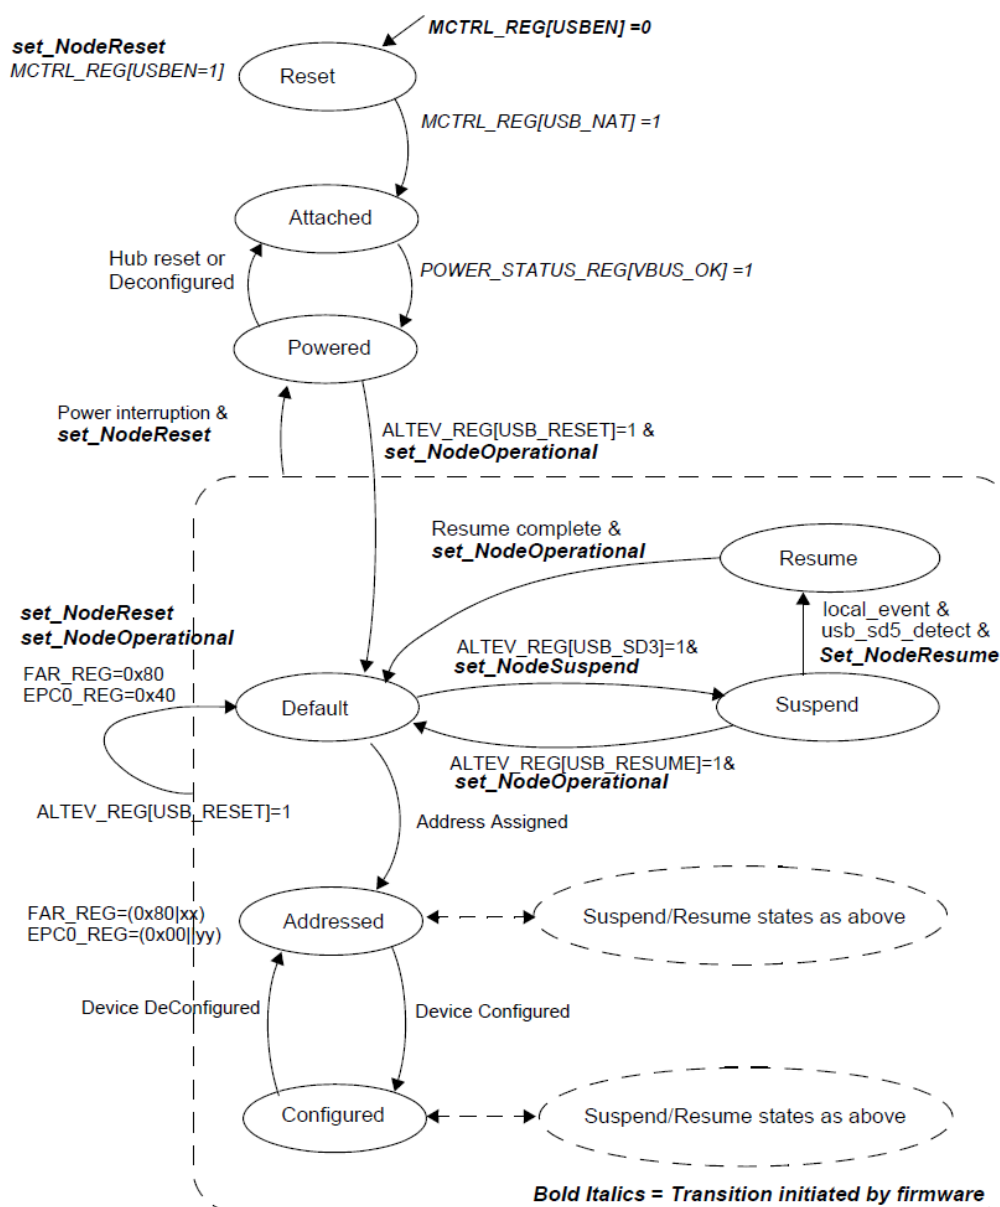 MCTRL_REG[USBEN] =0
set_NodeReset
MCTRL_REG[USBEN=1]
Reset
MCTRL_REG[USB_NAT] =1
Attached
Hub reset or
Deconfigured
POWER_STATUS_REG[VBUS_OK] =1
Powered
Power interruption &
set_NodeReset
ALTEV_REG[USB_RESET]=1 &
set_NodeOperational
Resume complete &
set_NodeOperational
Resume
local_event &
usb_sd5_detect &
Set_NodeResume
set_NodeReset
set_NodeOperational
FAR_REG=0x80
EPC0_REG=0x40
ALTEV_REG[USB_SD3]=1&
set_NodeSuspend
Default
Suspend
ALTEV_REG[USB_RESUME]=1&
set_NodeOperational
ALTEV_REG[USB_RESET]=1
Address Assigned
FAR_REG=(0x80|xx)
EPC0_REG=(0x00||yy)
Addressed
Suspend/Resume states as above
Device DeConfigured
Device Configured
Configured
Suspend/Resume states as above
Bold Italics = Transition initiated by firmware